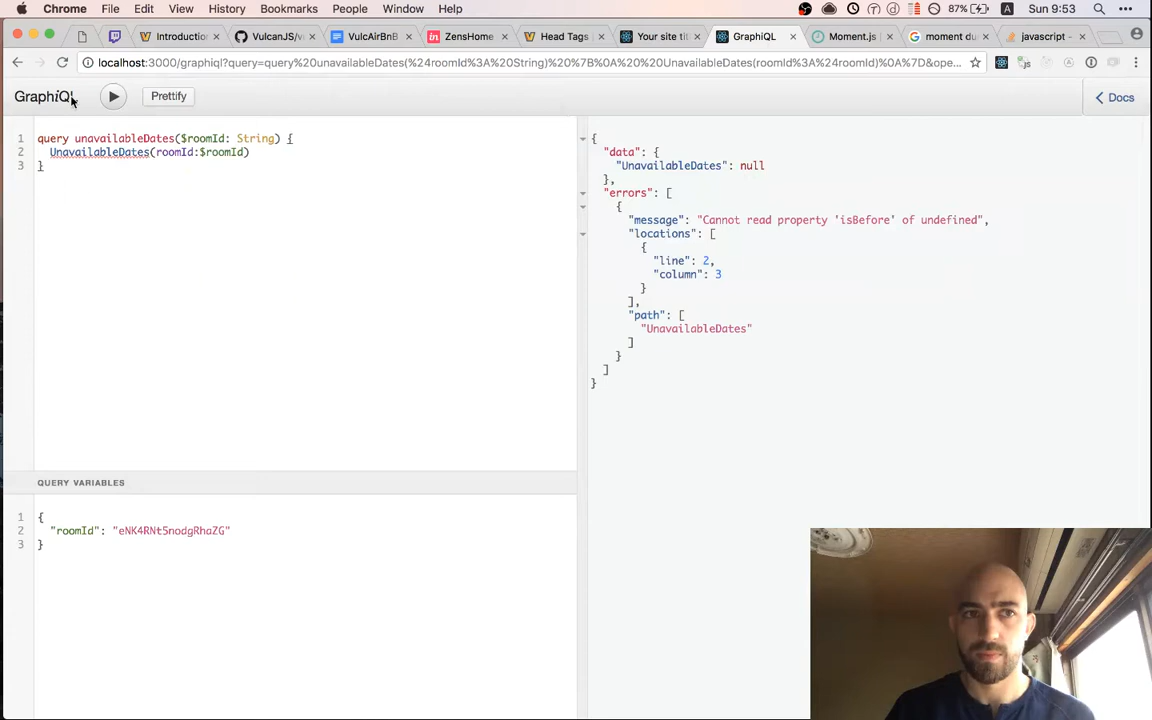 Chrome File Edit View History Bookmarks People Window Help 87% A Sun 9:53
Introduction VulcanJS/v VulcAirBnB ZensHome Head Tags Your site tit GraphiQL Moment.js moment du javascript -
localhost:3000/graphiql?query=query%20unavailableDates(%24roomId%3A%20String)%20%7B%0A%20%20UnavailableDates(roomId%3A%24roomId)%0A%7D&ope...
GraphiQL Prettify Docs
1 query unavailableDates($roomId: String) {
2 UnavailableDates(roomId:$roomId)
3 }
{
"data": {
"UnavailableDates": null
},
"errors": [
{
"message": "Cannot read property 'isBefore' of undefined",
"locations": [
{
"line": 2,
"column": 3
}
],
"path": [
"UnavailableDates"
]
}
]
}
QUERY VARIABLES
1 {
2 "roomId": "eNK4RNt5nodgRhaZG"
3 }